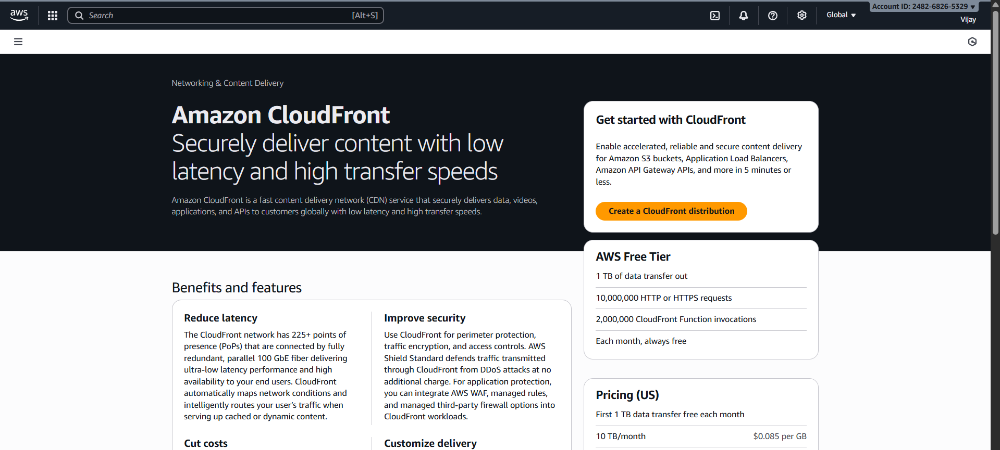 aws
Search
[Alt+S]
Global
Account ID: 2482-6826-5329
Vijay
Networking & Content Delivery
Amazon CloudFront
Securely deliver content with low
latency and high transfer speeds
Amazon CloudFront is a fast content delivery network (CDN) service that securely delivers data, videos,
applications, and APIs to customers globally with low latency and high transfer speeds.
Get started with CloudFront
Enable accelerated, reliable and secure content delivery
for Amazon S3 buckets, Application Load Balancers,
Amazon API Gateway APIs, and more in 5 minutes or
less.
Create a CloudFront distribution
AWS Free Tier
1 TB of data transfer out
10,000,000 HTTP or HTTPS requests
2,000,000 CloudFront Function invocations
Each month, always free
Benefits and features
Reduce latency
The CloudFront network has 225+ points of
presence (PoPs) that are connected by fully
redundant, parallel 100 GbE fiber delivering
ultra-low latency performance and high
availability to your end users. CloudFront
automatically maps network conditions and
intelligently routes your user’s traffic when
serving up cached or dynamic content.
Improve security
Use CloudFront for perimeter protection,
traffic encryption, and access controls. AWS
Shield Standard defends traffic transmitted
through CloudFront from DDoS attacks at no
additional charge. For application protection,
you can integrate AWS WAF, managed rules,
and managed third-party firewall options into
CloudFront workloads.
Cut costs
Customize delivery
Pricing (US)
First 1 TB data transfer free each month
10 TB/month $0.085 per GB